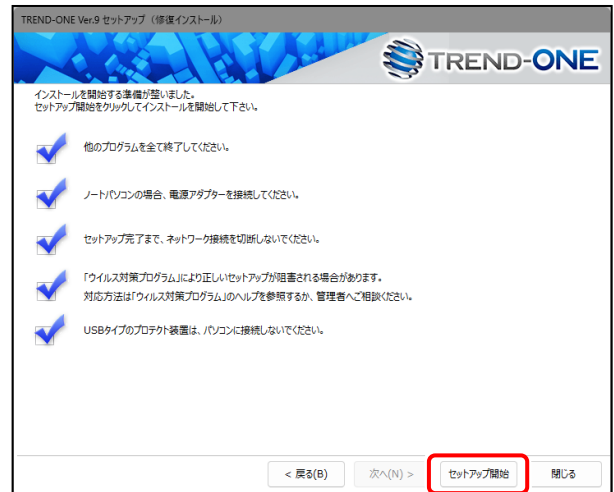 TREND-ONE Ver.9 セットアップ（修復インストール）
TREND-ONE
インストールを開始する準備が整いました。
セットアップ開始をクリックしてインストールを開始して下さい。
他のプログラムを全て終了してください。
ノートパソコンの場合、電源アダプターを接続してください。
セットアップ完了まで、ネットワーク接続を切断しないでください。
「ウイルス対策プログラム」により正しいセットアップが阻害される場合があります。
対応方法は「ウィルス対策プログラム」のヘルプを参照するか、管理者へご相談ください。
USBタイプのプロテクト装置は、パソコンに接続しないでください。
< 戻る(B) 次へ(N) > セットアップ開始 閉じる